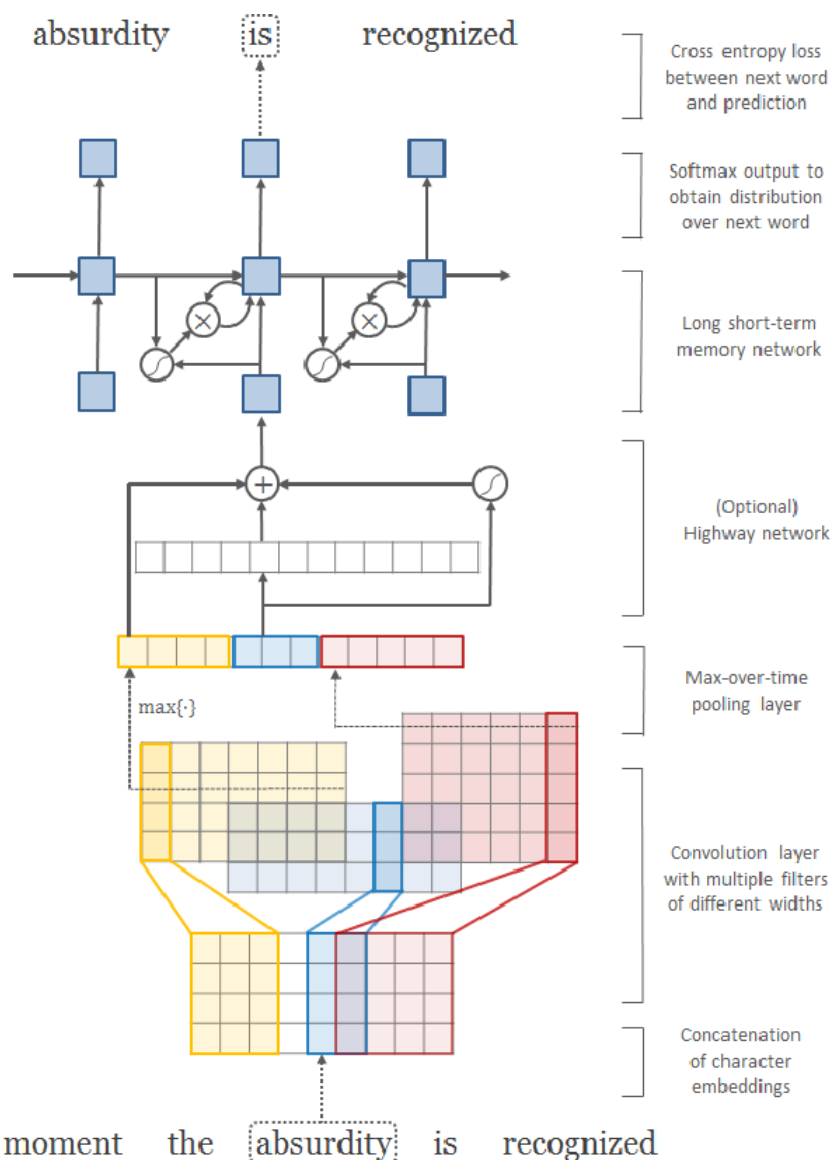 absurdity is recognized
Cross entropy loss
between next word
and prediction
Softmax output to
obtain distribution
over next word
Long short-term
memory network
(Optional)
Highway network
Max-over-time
pooling layer
max{·}
Convolution layer
with multiple filters
of different widths
Concatenation
of character
embeddings
moment the absurdity is recognized